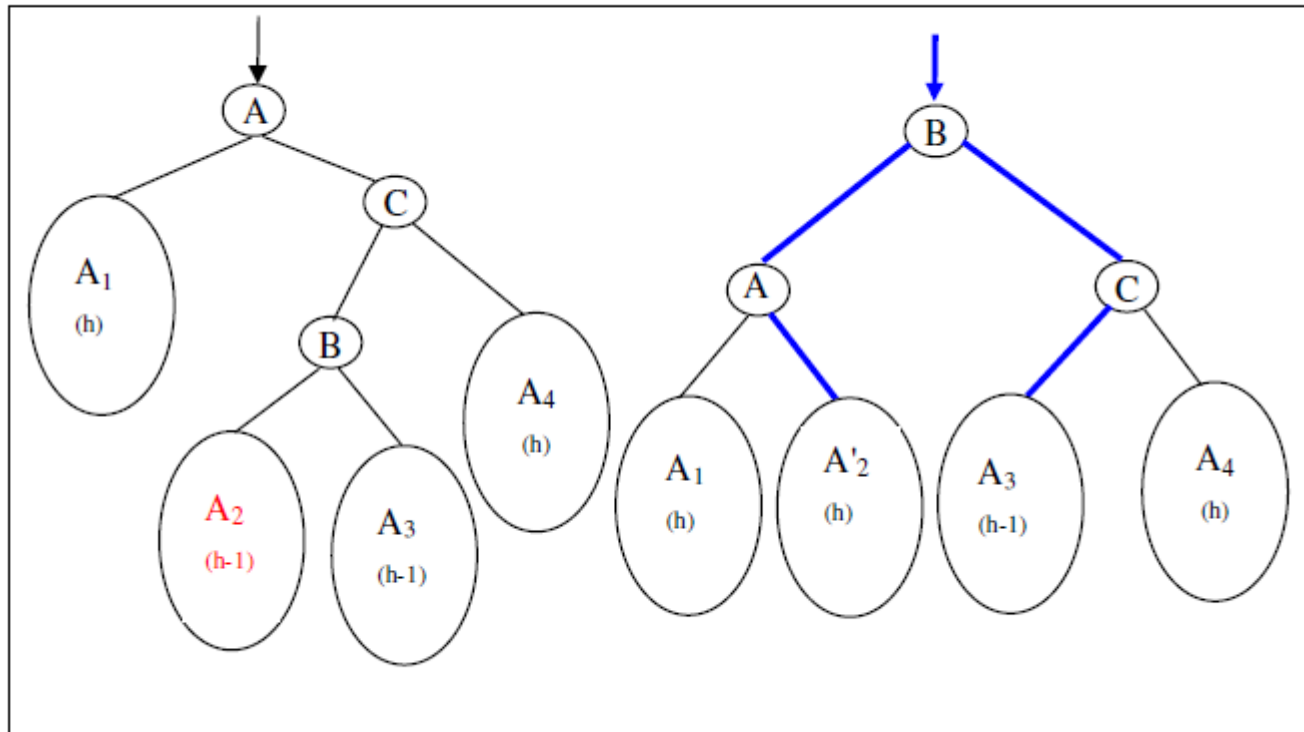 A
C
A₁
(h)
B
A₄
(h)
A₂
(h-1)
A₃
(h-1)
B
A
C
A₁
(h)
A'₂
(h)
A₃
(h-1)
A₄
(h)